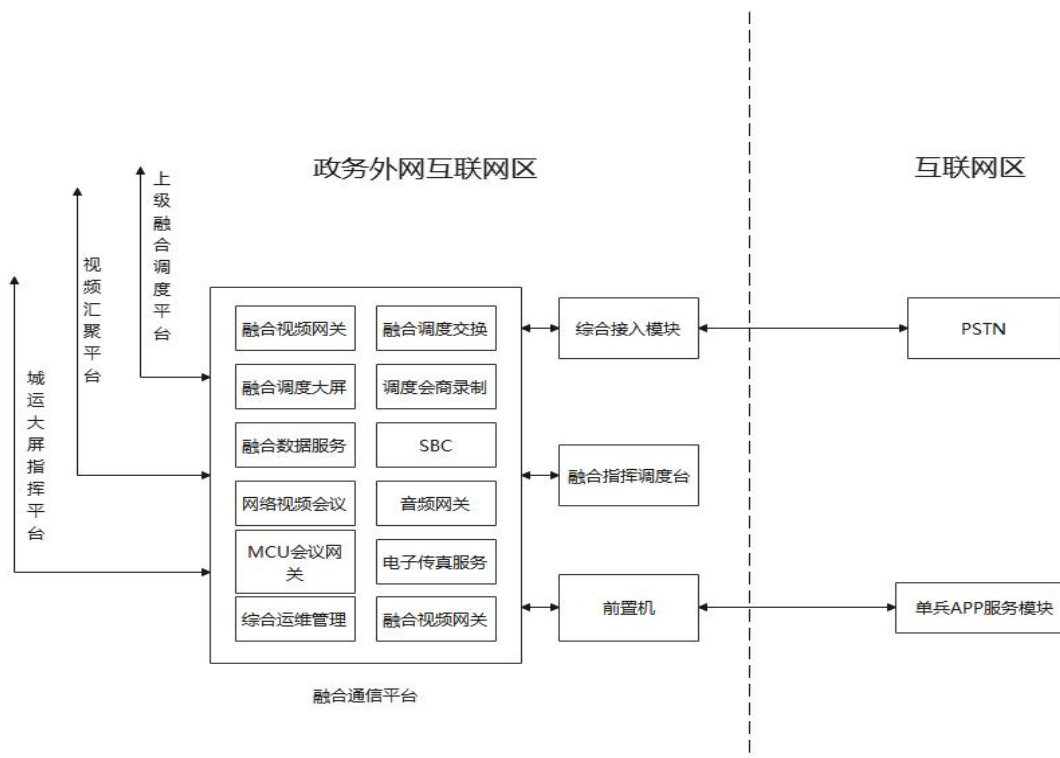 政务外网互联网区
互联网区
上级融合调度平台
视频汇聚平台
城运大屏指挥平台
融合视频网关
融合调度交换
融合调度大屏
调度会商录制
融合数据服务
SBC
网络视频会议
音频网关
MCU会议网
关
电子传真服务
综合运维管理
融合视频网关
融合通信平台
综合接入模块
PSTN
融合指挥调度台
前置机
单兵APP服务模块